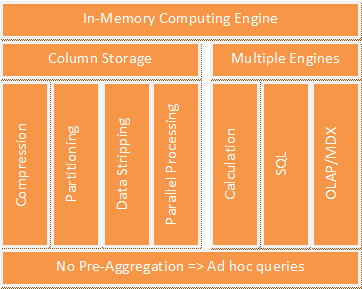 In-Memory Computing Engine
Column Storage
Multiple Engines
Compression
Partitioning
Data Stripping
Parallel Processing
Calculation
SQL
OLAP/MDX
No Pre-Aggregation => Ad hoc queries